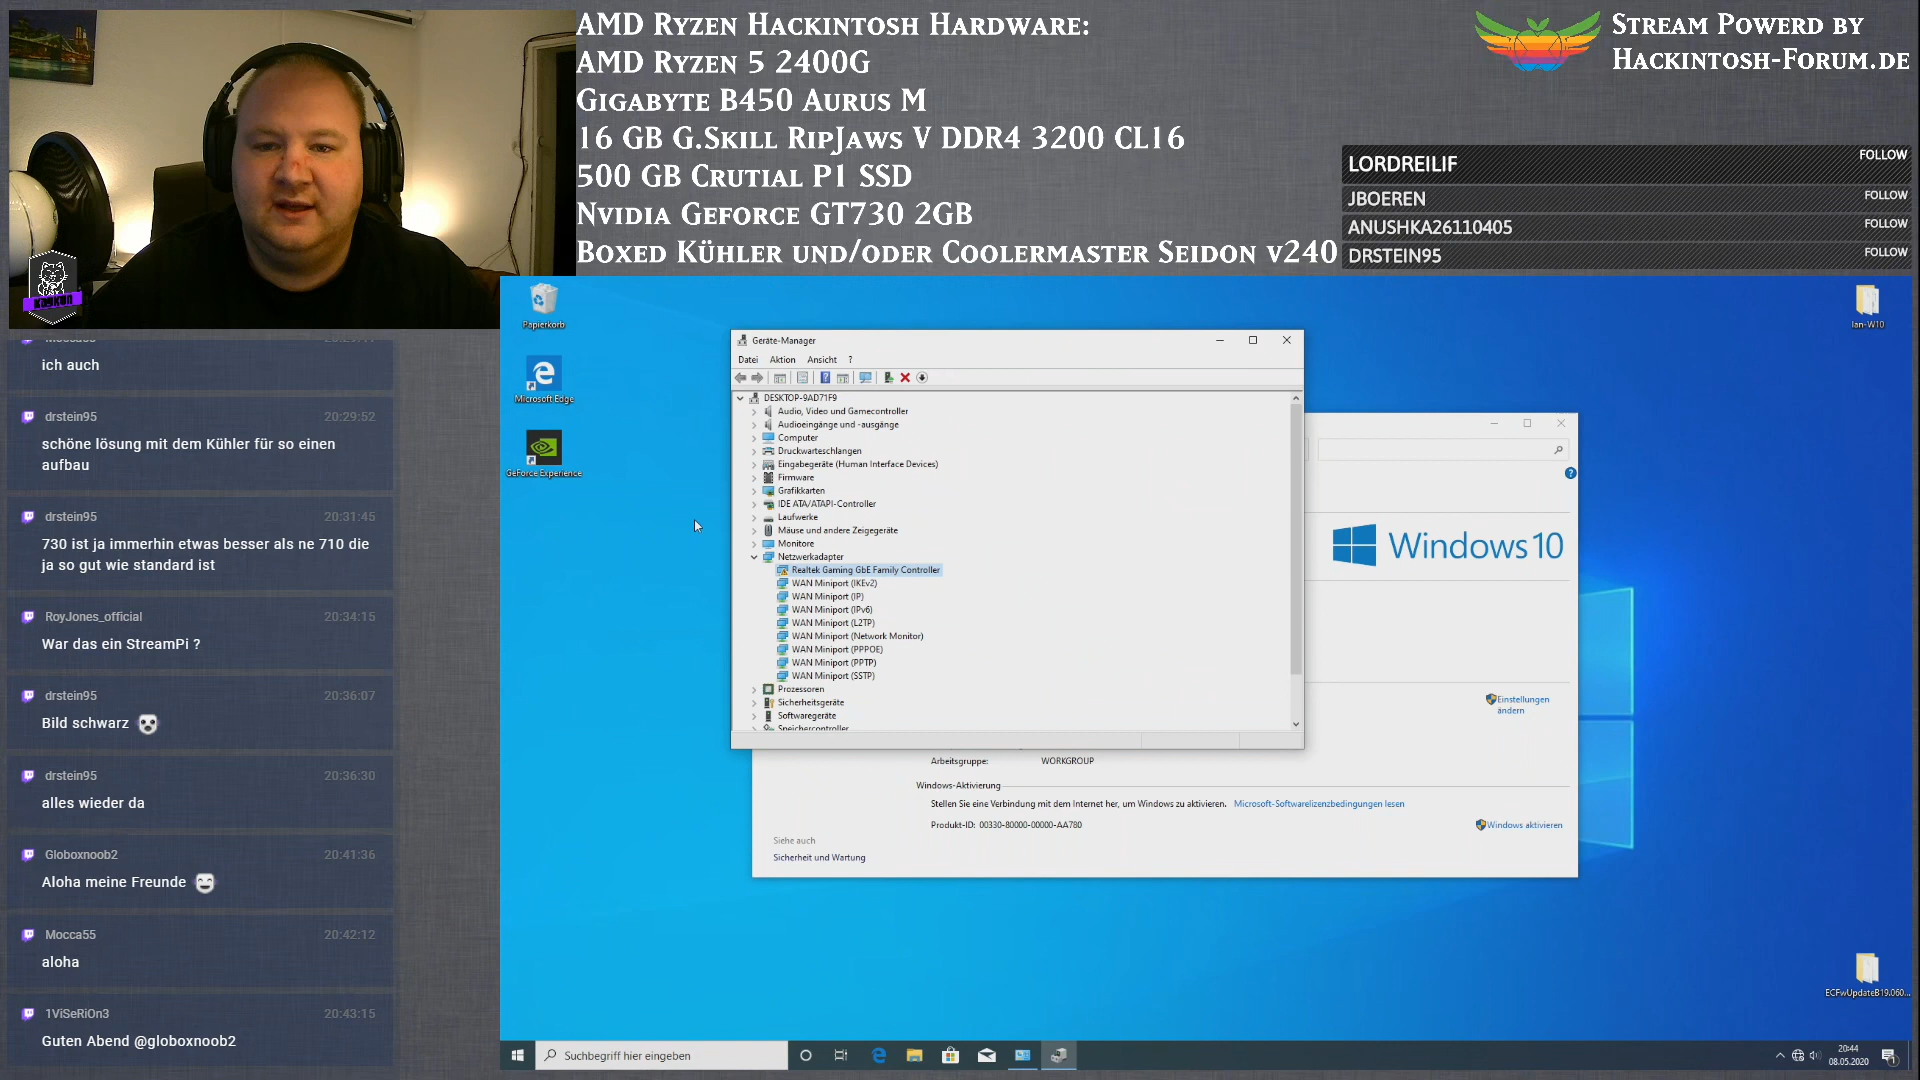 AMD Ryzen Hackintosh Hardware:
AMD Ryzen 5 2400G
Gigabyte B450 Aurus M
16 GB G.Skill RipJaws V DDR4 3200 CL16
500 GB Crutial P1 SSD
Nvidia Geforce GT730 2GB
Boxed Kühler und/oder Coolermaster Seidon v240
Stream Powerd by
Hackintosh-Forum.de
LORDREILIF FOLLOW
JBOEREN FOLLOW
ANUSHKA26110405 FOLLOW
DRSTEIN95 FOLLOW
ich auch
drstein95 20:29:52
schöne lösung mit dem Kühler für so einen
aufbau
drstein95 20:31:45
730 ist ja immerhin etwas besser als ne 710 die
ja so gut wie standard ist
RoyJones_official 20:34:15
War das ein StreamPi ?
drstein95 20:36:07
Bild schwarz
drstein95 20:36:30
alles wieder da
Globoxnoob2 20:41:36
Aloha meine Freunde
Mocca55 20:42:12
aloha
1ViSeRiOn3 20:43:15
Guten Abend @globoxnoob2
Papierkorb
Microsoft Edge
GeForce Experience
lan-W10
ECFwUpdateB19.060...
Geräte-Manager
Datei Aktion Ansicht ?
DESKTOP-9AD71F9
Audio, Video und Gamecontroller
Audioeingänge und -ausgänge
Computer
Druckwarteschlangen
Eingabegeräte (Human Interface Devices)
Firmware
Grafikkarten
IDE ATA/ATAPI-Controller
Laufwerke
Mäuse und andere Zeigegeräte
Monitore
Netzwerkadapter
Realtek Gaming GbE Family Controller
WAN Miniport (IKEv2)
WAN Miniport (IP)
WAN Miniport (IPv6)
WAN Miniport (L2TP)
WAN Miniport (Network Monitor)
WAN Miniport (PPPOE)
WAN Miniport (PPTP)
WAN Miniport (SSTP)
Prozessoren
Sicherheitsgeräte
Softwaregeräte
Speichercontroller
Windows 10
Einstellungen
ändern
Arbeitsgruppe: WORKGROUP
Windows-Aktivierung
Stellen Sie eine Verbindung mit dem Internet her, um Windows zu aktivieren. Microsoft-Softwarelizenzbedingungen lesen
Produkt-ID: 00330-80000-00000-AA780
Windows aktivieren
Siehe auch
Sicherheit und Wartung
Suchbegriff hier eingeben
20:44
08.05.2020